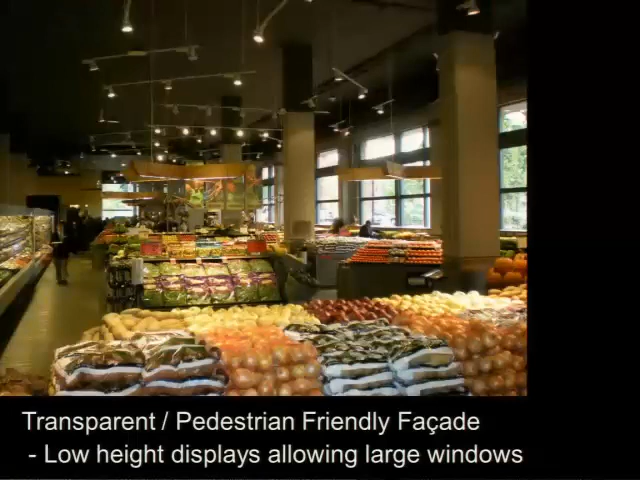 Transparent / Pedestrian Friendly Façade
- Low height displays allowing large windows